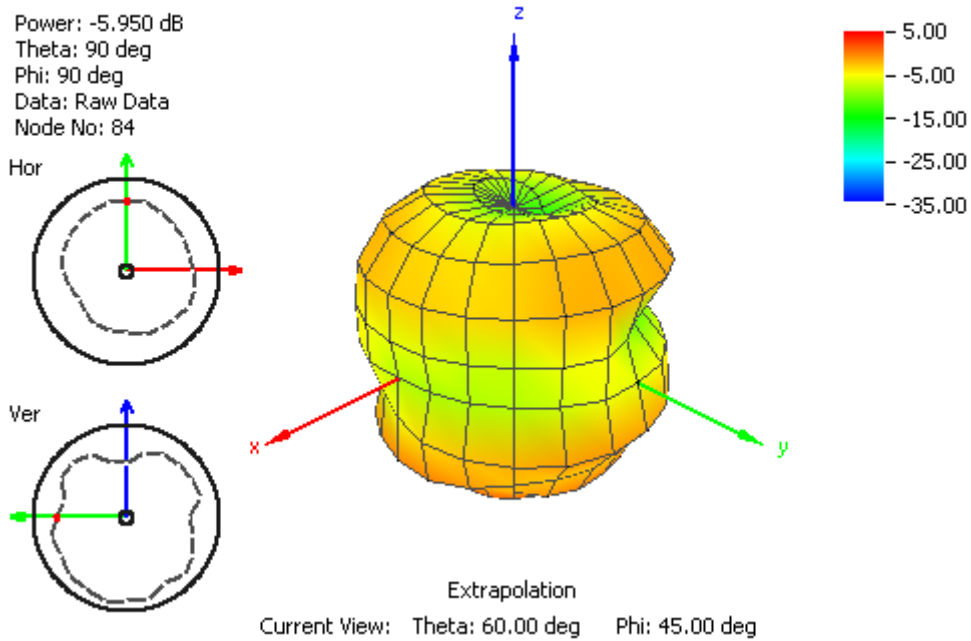 Power: -5.950 dB
Theta: 90 deg
Phi: 90 deg
Data: Raw Data
Node No: 84
Hor
Ver
z
x
y
5.00
-5.00
-15.00
-25.00
-35.00
Extrapolation
Current View: Theta: 60.00 deg Phi: 45.00 deg